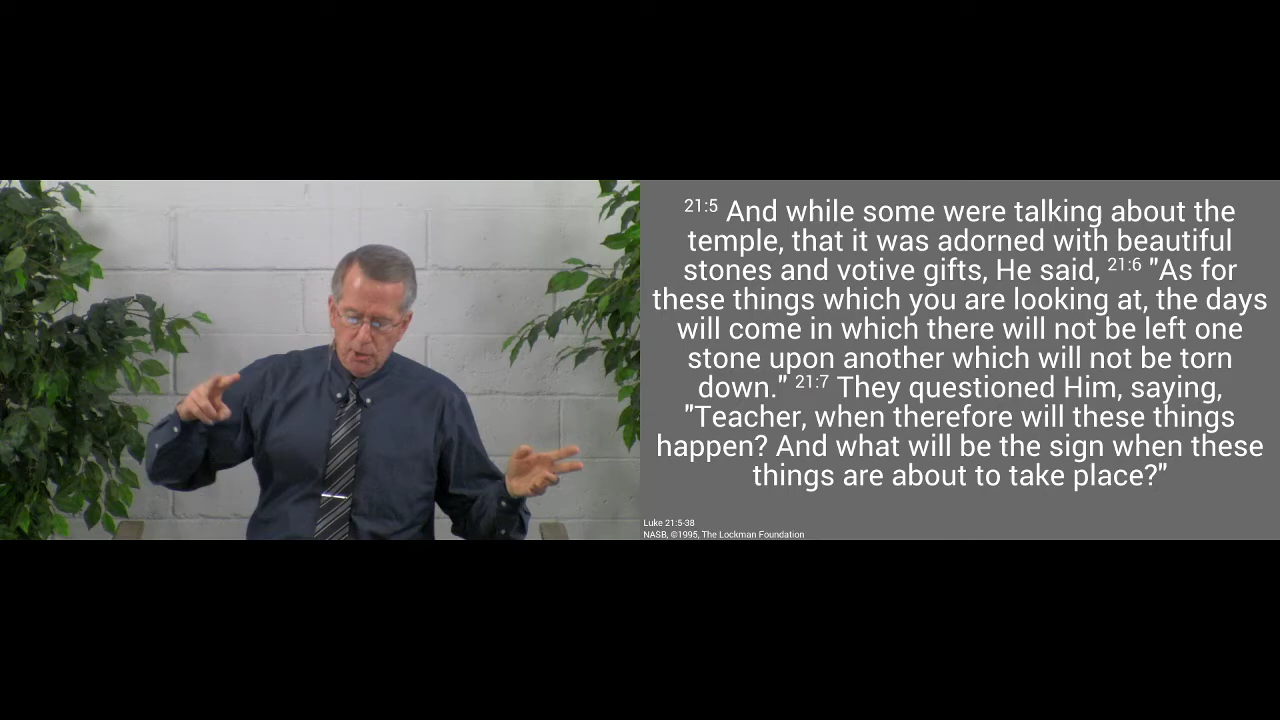 21:5 And while some were talking about the
temple, that it was adorned with beautiful
stones and votive gifts, He said, 21:6 "As for
these things which you are looking at, the days
will come in which there will not be left one
stone upon another which will not be torn
down." 21:7 They questioned Him, saying,
"Teacher, when therefore will these things
happen? And what will be the sign when these
things are about to take place?"
Luke 21:5-38
NASB, ©1995, The Lockman Foundation